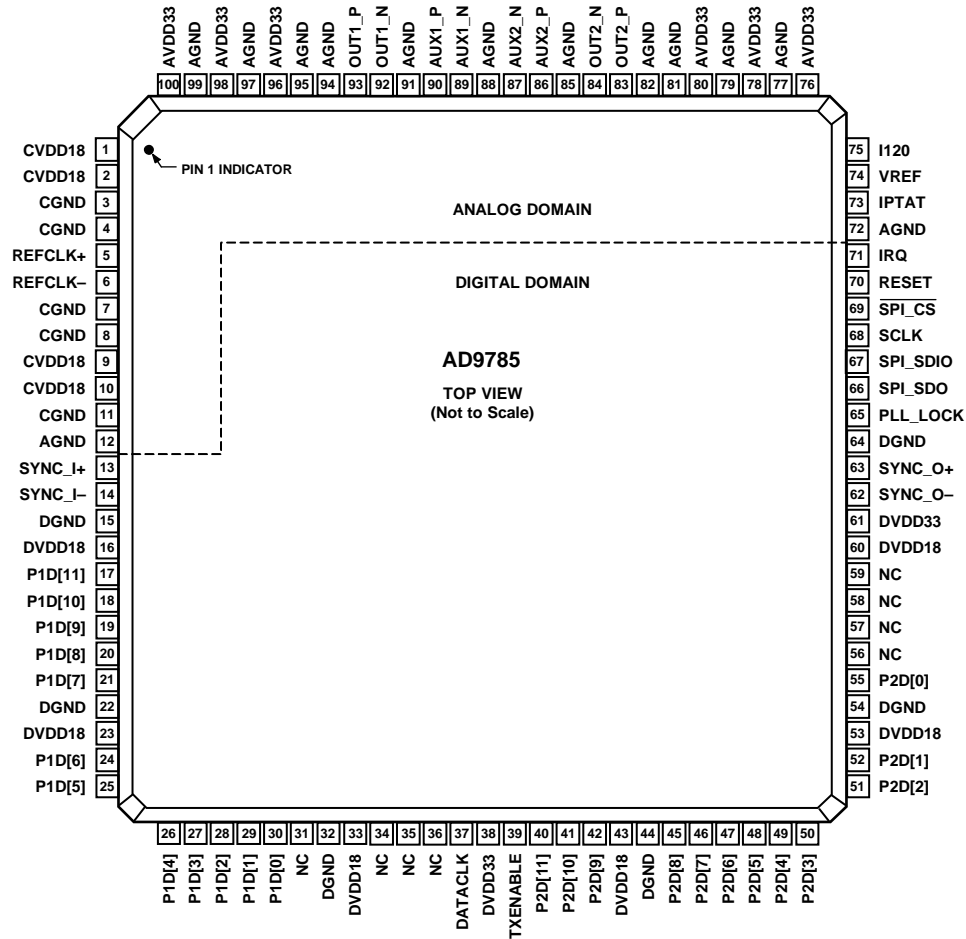 AVDD33
AGND
AVDD33
AGND
AVDD33
AGND
AGND
OUT1_P
OUT1_N
AGND
AUX1_P
AUX1_N
AGND
AUX2_N
AUX2_P
AGND
OUT2_N
OUT2_P
AGND
AGND
AVDD33
AGND
AVDD33
AGND
AVDD33
100 99 98 97 96 95 94 93 92 91 90 89 88 87 86 85 84 83 82 81 80 79 78 77 76
CVDD18 1
CVDD18 2
CGND 3
CGND 4
REFCLK+ 5
REFCLK– 6
CGND 7
CGND 8
CVDD18 9
CVDD18 10
CGND 11
AGND 12
SYNC_I+ 13
SYNC_I– 14
DGND 15
DVDD18 16
P1D[11] 17
P1D[10] 18
P1D[9] 19
P1D[8] 20
P1D[7] 21
DGND 22
DVDD18 23
P1D[6] 24
P1D[5] 25
PIN 1 INDICATOR
ANALOG DOMAIN
DIGITAL DOMAIN
AD9785
TOP VIEW
(Not to Scale)
75 I120
74 VREF
73 IPTAT
72 AGND
71 IRQ
70 RESET
69 SPI_CS
68 SCLK
67 SPI_SDIO
66 SPI_SDO
65 PLL_LOCK
64 DGND
63 SYNC_O+
62 SYNC_O–
61 DVDD33
60 DVDD18
59 NC
58 NC
57 NC
56 NC
55 P2D[0]
54 DGND
53 DVDD18
52 P2D[1]
51 P2D[2]
26 27 28 29 30 31 32 33 34 35 36 37 38 39 40 41 42 43 44 45 46 47 48 49 50
P1D[4]
P1D[3]
P1D[2]
P1D[1]
P1D[0]
NC
DGND
DVDD18
NC
NC
NC
DATACLK
DVDD33
TXENABLE
P2D[11]
P2D[10]
P2D[9]
DVDD18
DGND
P2D[8]
P2D[7]
P2D[6]
P2D[5]
P2D[4]
P2D[3]